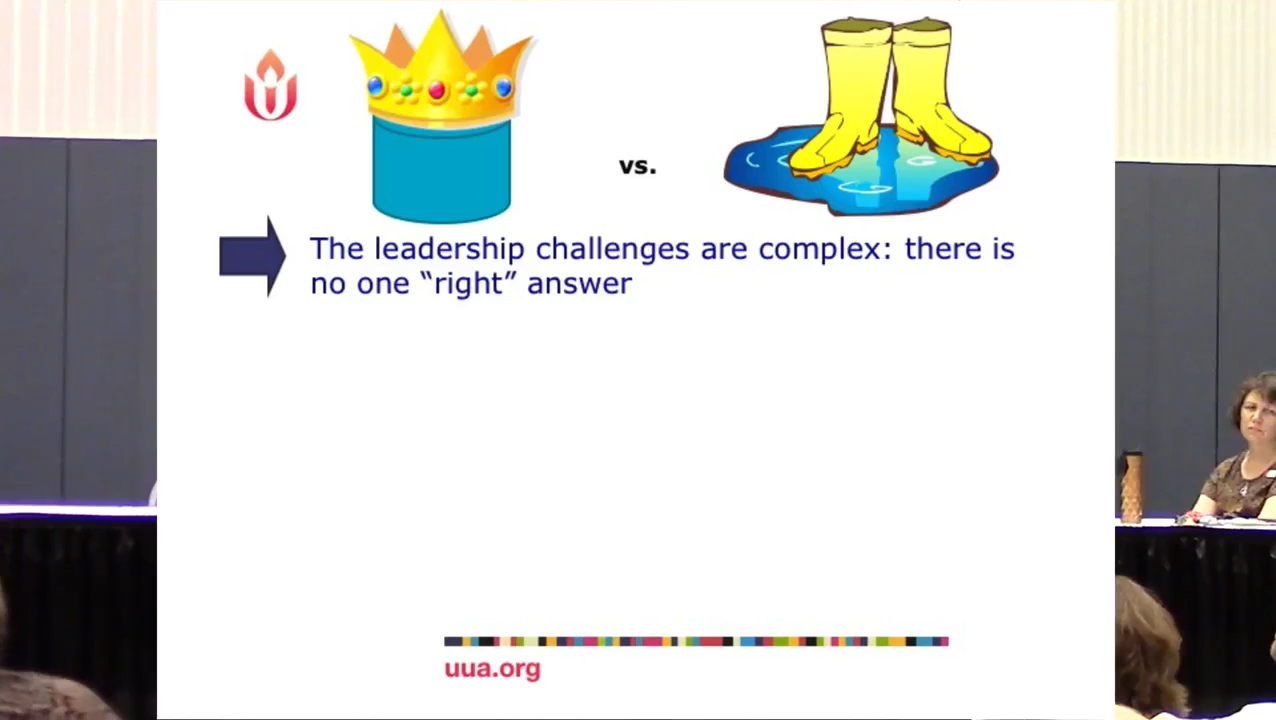 vs.
The leadership challenges are complex: there is
no one “right” answer
uua.org